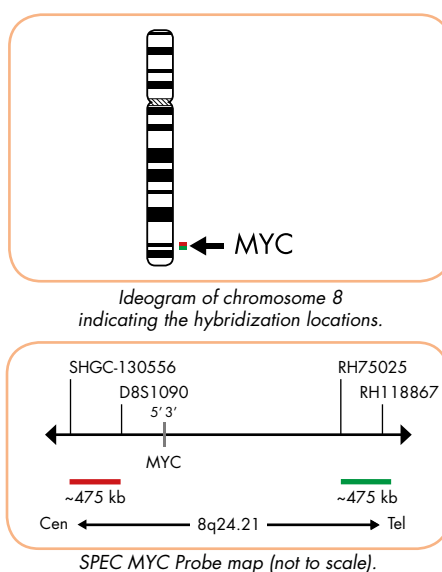 MYC
Ideogram of chromosome 8
indicating the hybridization locations.
SHGC-130556 RH75025
D8S1090 RH118867
5' 3'
MYC
~475 kb ~475 kb
Cen 8q24.21 Tel
SPEC MYC Probe map (not to scale).